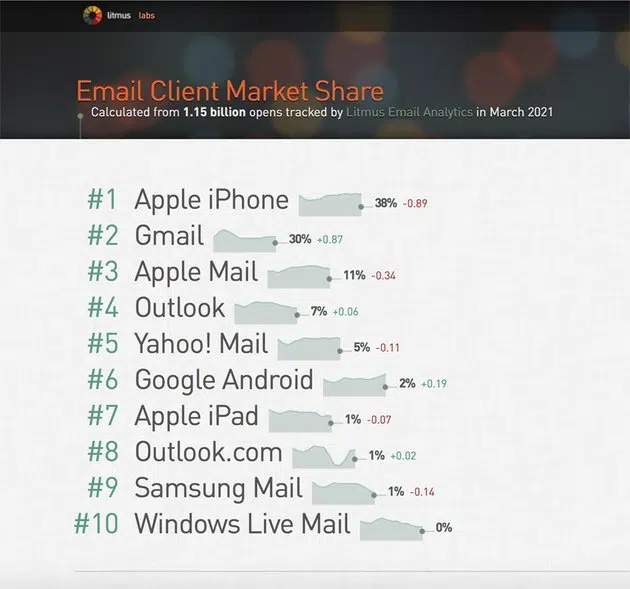 litmus labs
Email Client Market Share
Calculated from 1.15 billion opens tracked by Litmus Email Analytics in March 2021
#1 Apple iPhone 38% -0.89
#2 Gmail 30% +0.87
#3 Apple Mail 11% -0.34
#4 Outlook 7% +0.06
#5 Yahoo! Mail 5% -0.11
#6 Google Android 2% +0.19
#7 Apple iPad 1% -0.07
#8 Outlook.com 1% +0.02
#9 Samsung Mail 1% -0.14
#10 Windows Live Mail 0%